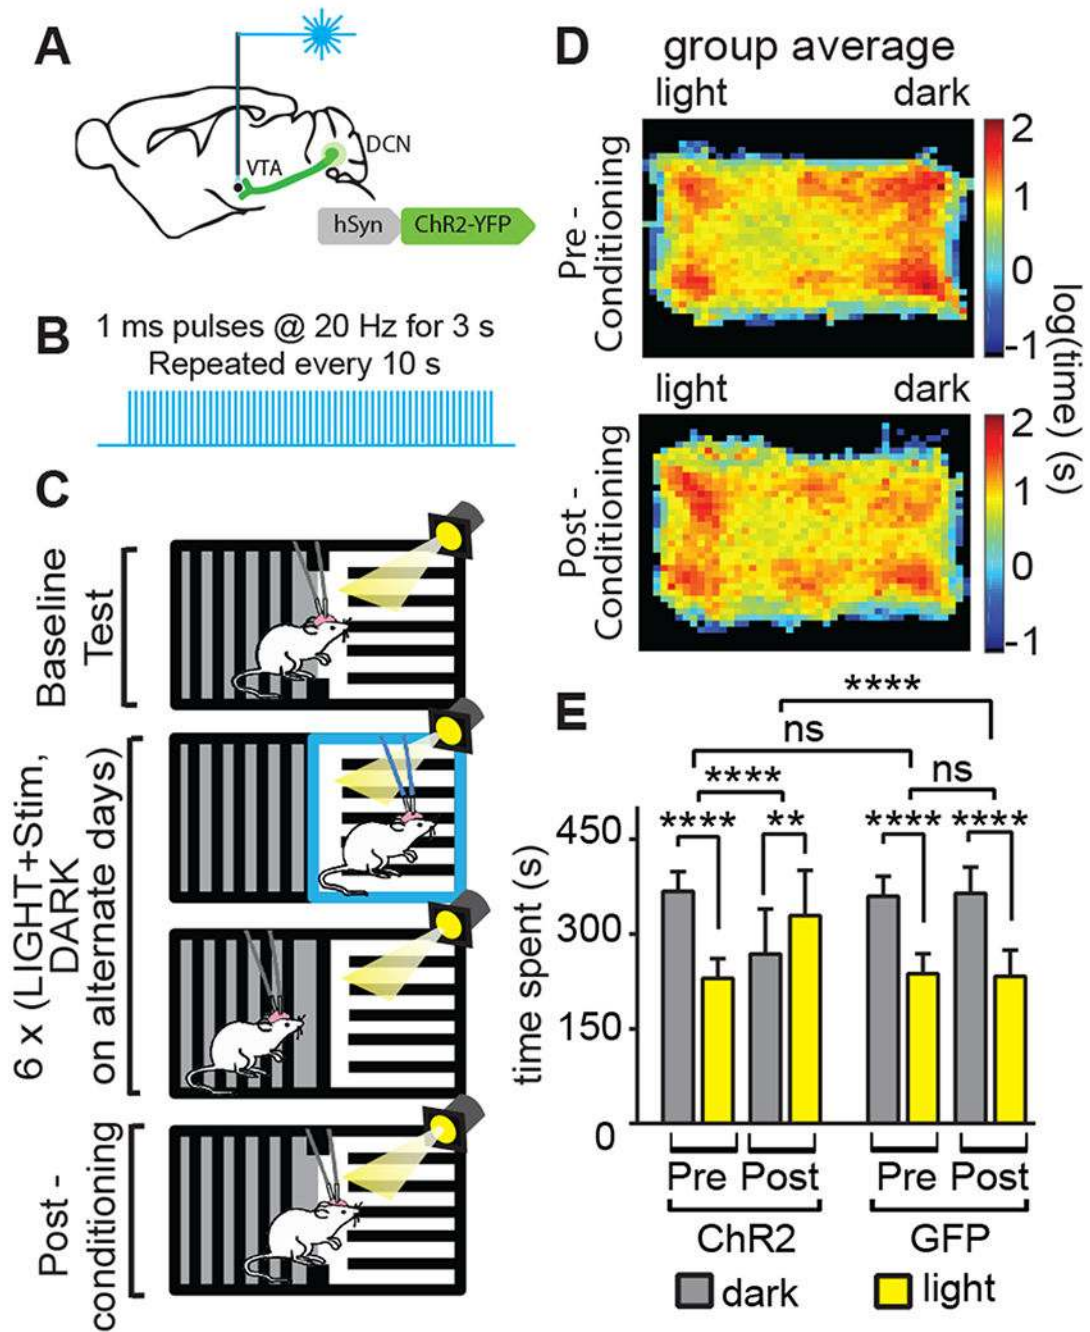 A
VTA
DCN
hSyn
ChR2-YFP
B
1 ms pulses @ 20 Hz for 3 s
Repeated every 10 s
C
Baseline
Test
6 x (LIGHT+Stim,
DARK
on alternate days)
Post -
conditioning
D
group average
light
dark
Pre -
Conditioning
2
1
0
-1
light
dark
Post -
Conditioning
2
1
0
-1
log(time) (s)
E
****
ns
****
ns
****
**
****
****
time spent (s)
450
300
150
0
Pre
Post
Pre
Post
ChR2
GFP
dark
light